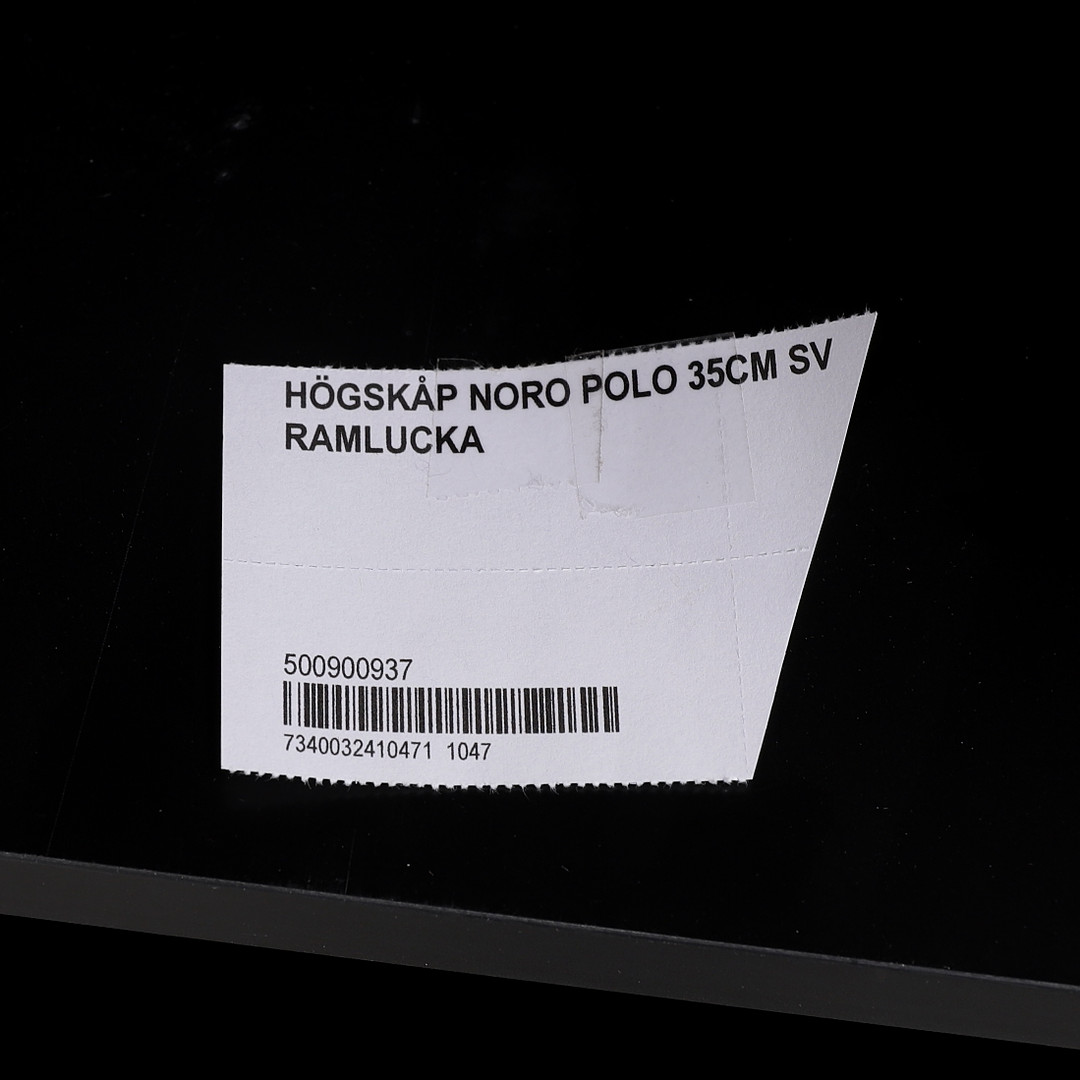 HÖGSKÅP NORO POLO 35CM SV
RAMLUCKA
500900937
7340032410471 1047